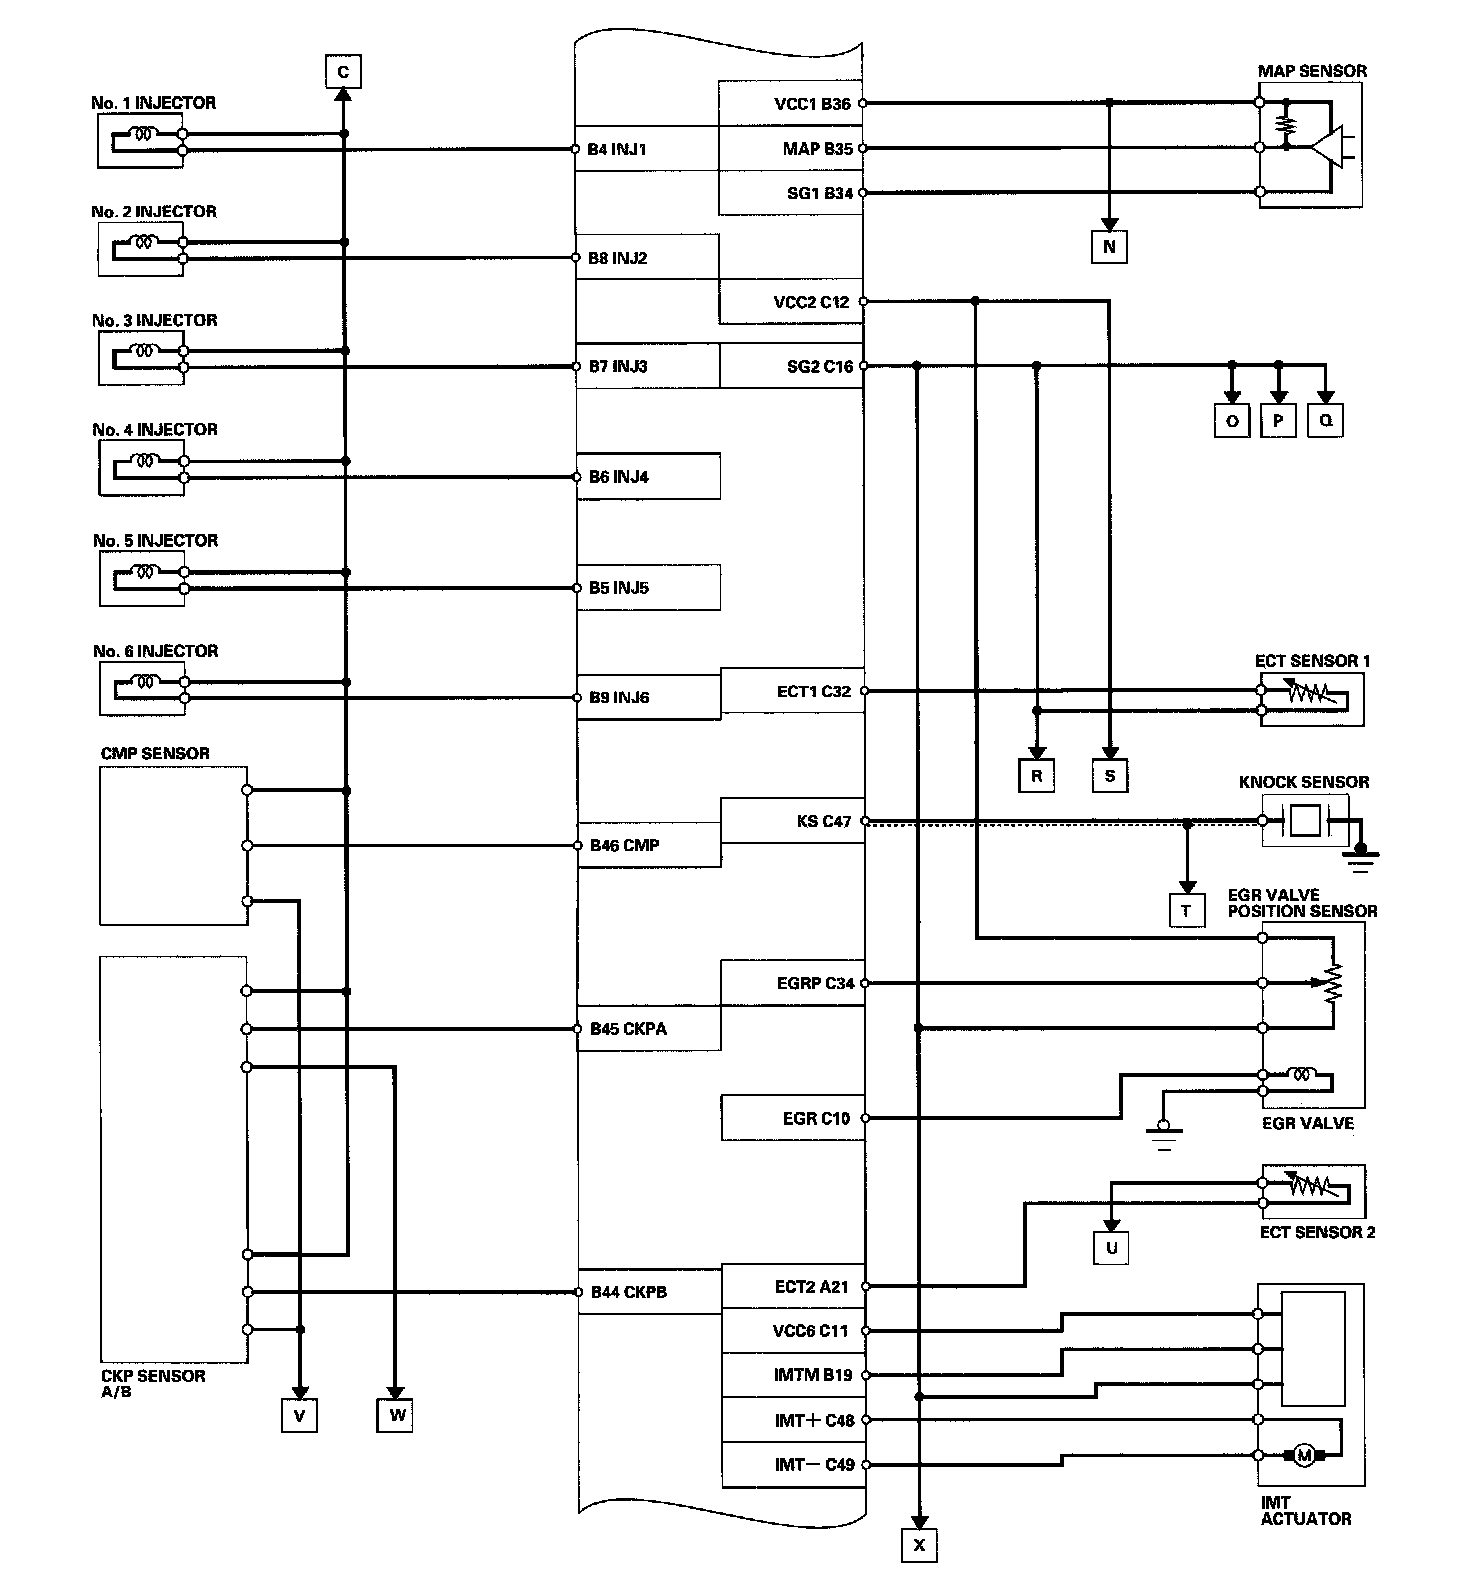 C
No. 1 INJECTOR
B4 INJ1
No. 2 INJECTOR
B8 INJ2
No. 3 INJECTOR
B7 INJ3
No. 4 INJECTOR
B6 INJ4
No. 5 INJECTOR
B5 INJ5
No. 6 INJECTOR
B9 INJ6
CMP SENSOR
B46 CMP
B45 CKPA
B44 CKPB
CKP SENSOR
A/B
V
W
VCC1 B36
MAP B35
SG1 B34
VCC2 C12
SG2 C16
ECT1 C32
KS C47
EGRP C34
EGR C10
ECT2 A21
VCC6 C11
IMTM B19
IMT+ C48
IMT− C49
MAP SENSOR
N
O
P
Q
ECT SENSOR 1
R
S
KNOCK SENSOR
T
EGR VALVE
POSITION SENSOR
EGR VALVE
U
ECT SENSOR 2
M
IMT
ACTUATOR
X